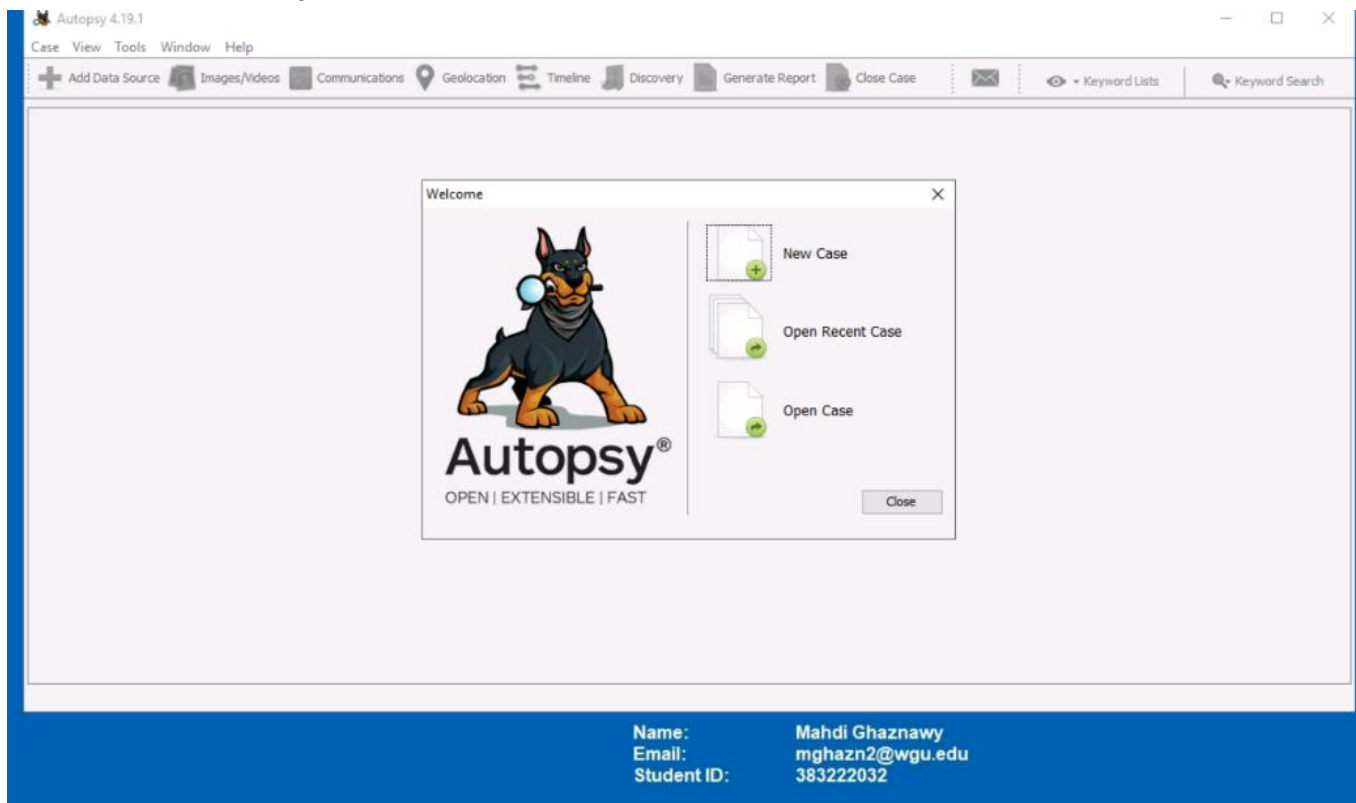 Autopsy 4.19.1
Case View Tools Window Help
Add Data Source Images/Videos Communications Geolocation Timeline Discovery Generate Report Close Case Keyword Lists Keyword Search
Welcome
New Case
Open Recent Case
Open Case
Autopsy®
OPEN | EXTENSIBLE | FAST
Close
Name: Mahdi Ghaznawy
Email: mghazn2@wgu.edu
Student ID: 383222032